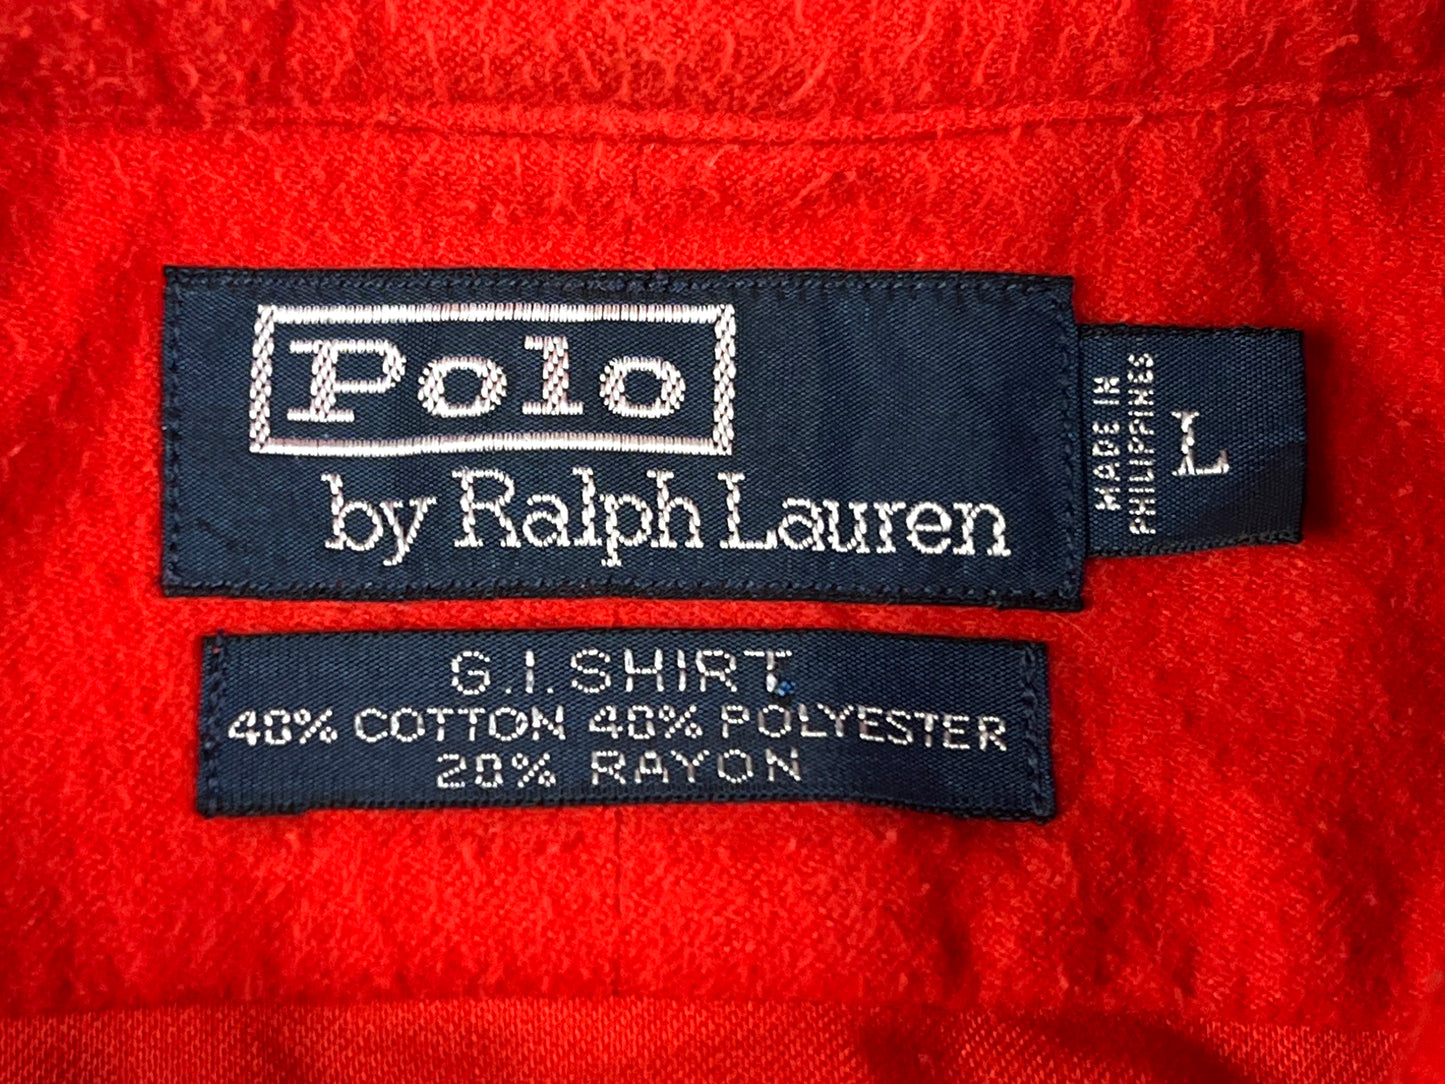 Polo
by Ralph Lauren
MADE IN
PHILIPPINES
L
G.I. SHIRT
40% COTTON 40% POLYESTER
20% RAYON